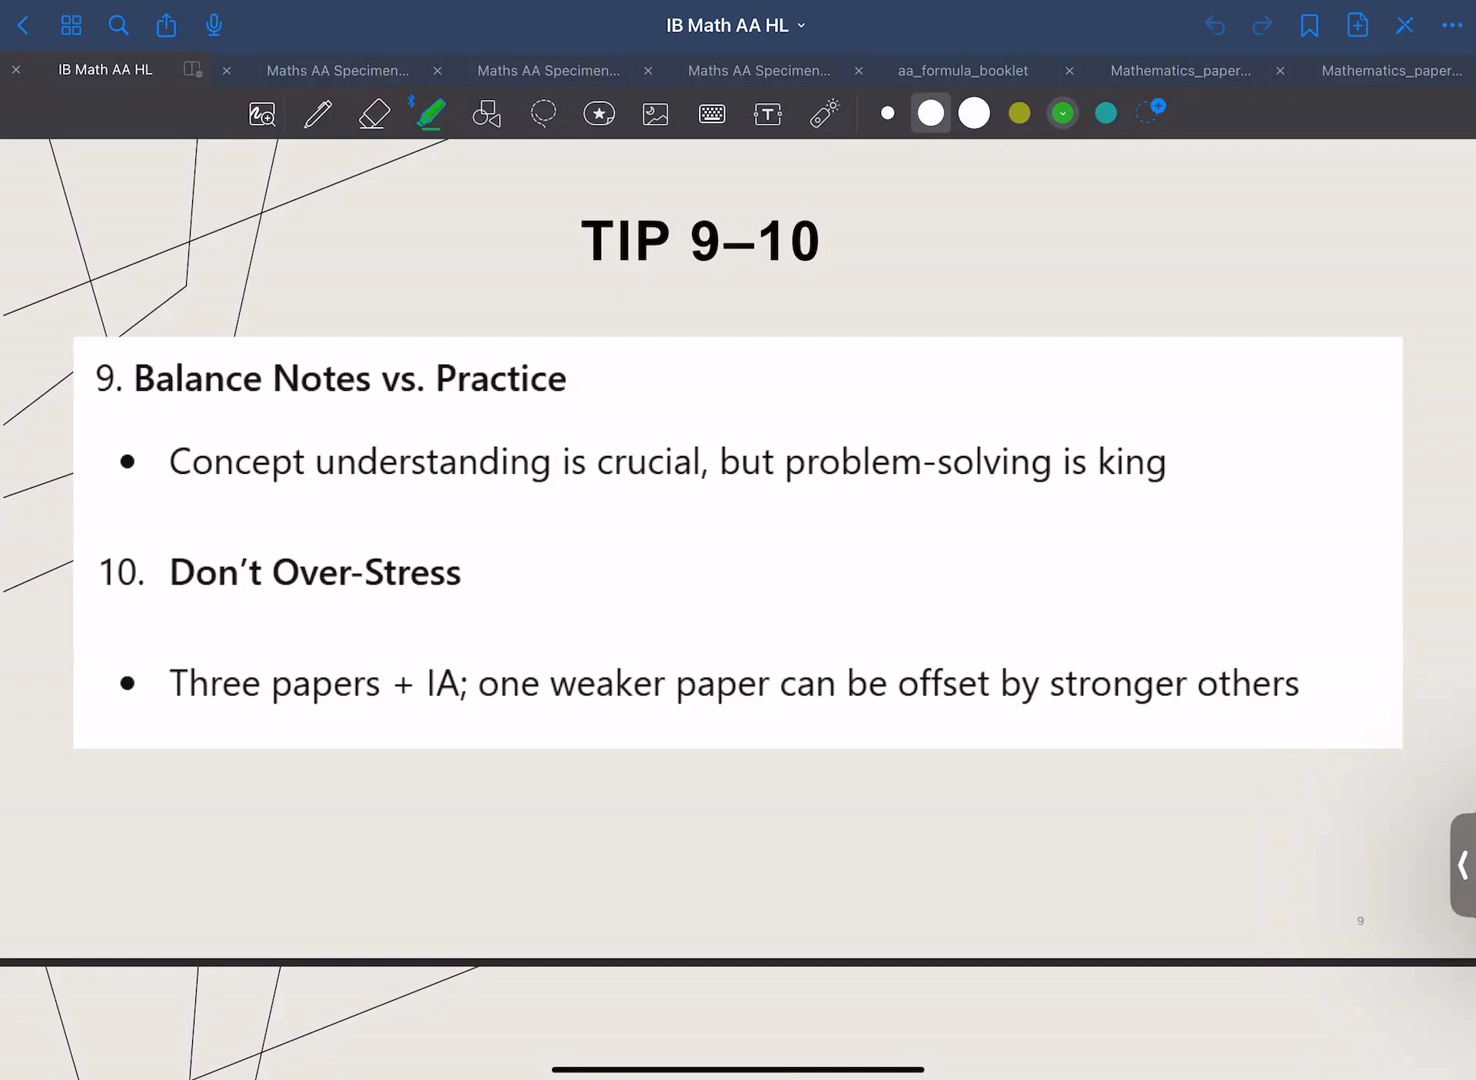 IB Math AA HL
IB Math AA HL
Maths AA Specimen...
Maths AA Specimen...
Maths AA Specimen...
aa_formula_booklet
Mathematics_paper...
Mathematics_paper...
TIP 9–10
9. Balance Notes vs. Practice
• Concept understanding is crucial, but problem-solving is king
10. Don’t Over-Stress
• Three papers + IA; one weaker paper can be offset by stronger others
9